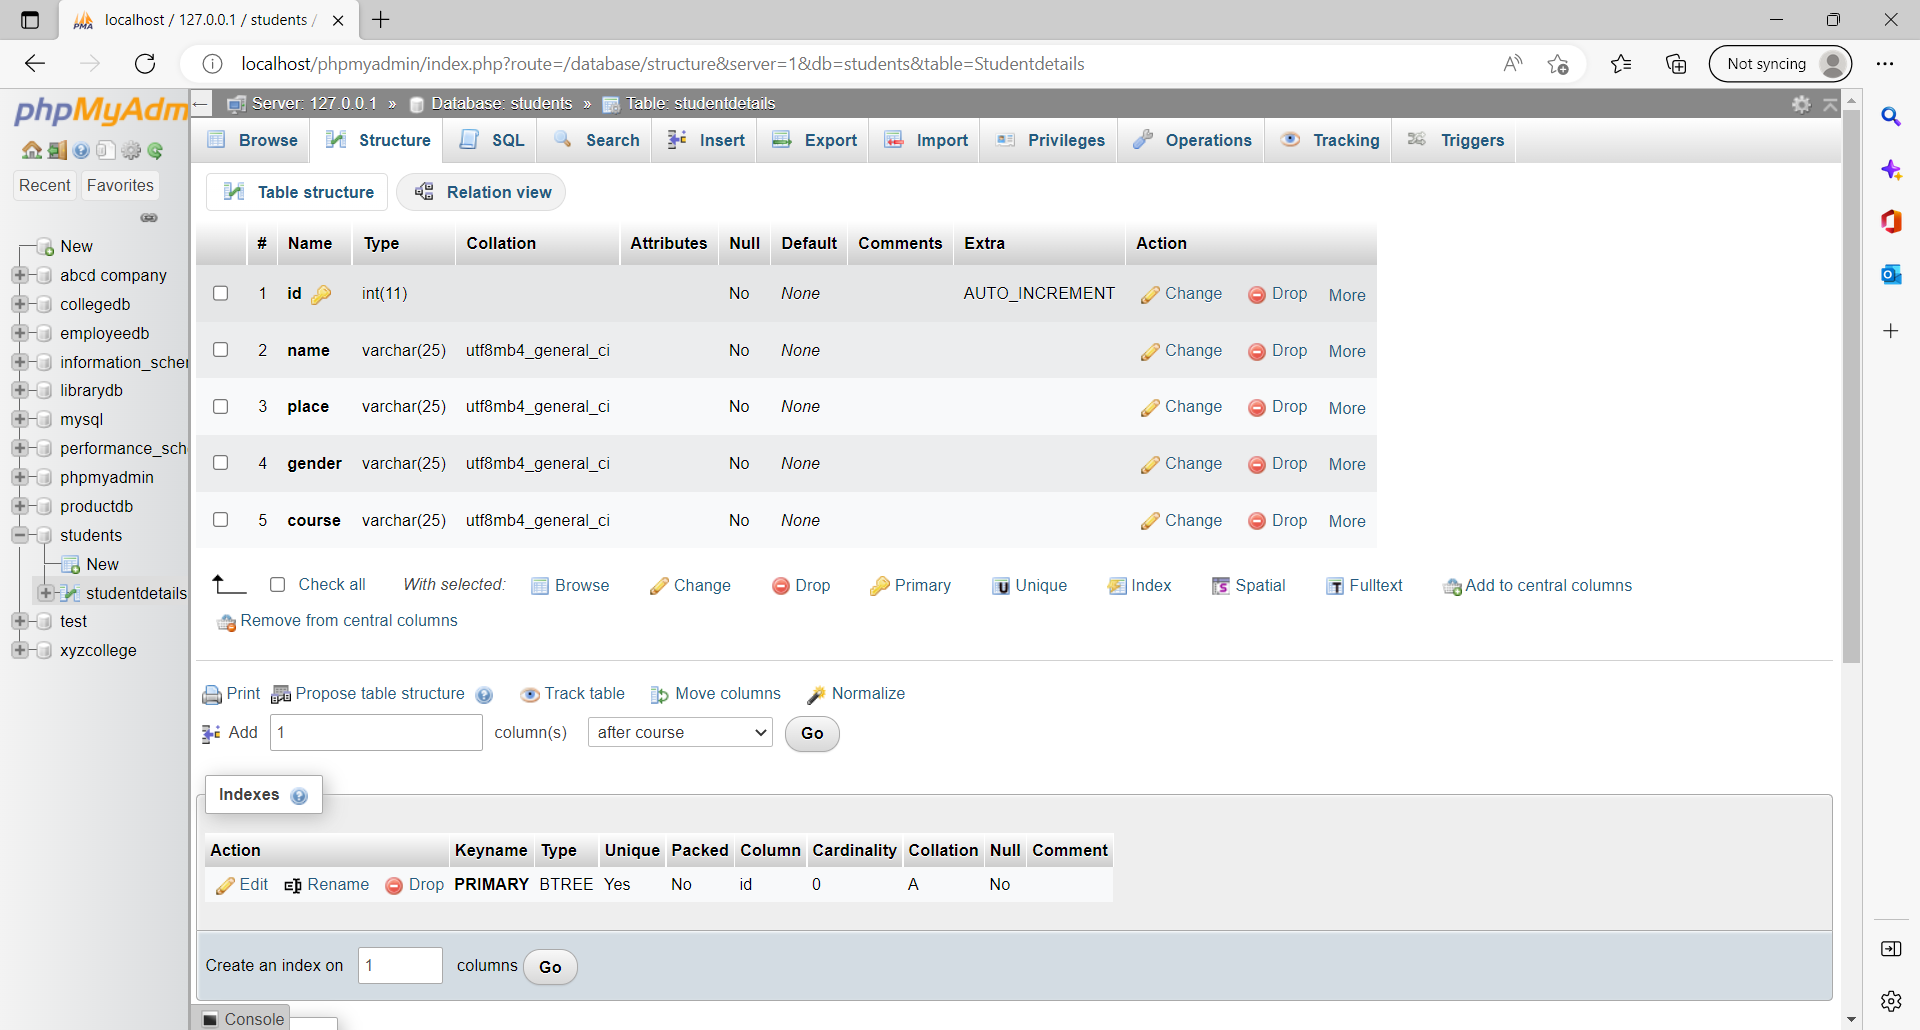 localhost / 127.0.0.1 / students /
localhost/phpmyadmin/index.php?route=/database/structure&server=1&db=students&table=Studentdetails
Not syncing
phpMyAdm
Recent Favorites
New
abcd company
collegedb
employeedb
information_scher
librarydb
mysql
performance_sch
phpmyadmin
productdb
students
New
studentdetails
test
xyzcollege
Server: 127.0.0.1 » Database: students » Table: studentdetails
Browse Structure SQL Search Insert Export Import Privileges Operations Tracking Triggers
Table structure Relation view
# Name Type Collation Attributes Null Default Comments Extra Action
1 id int(11) No None AUTO_INCREMENT Change Drop More
2 name varchar(25) utf8mb4_general_ci No None Change Drop More
3 place varchar(25) utf8mb4_general_ci No None Change Drop More
4 gender varchar(25) utf8mb4_general_ci No None Change Drop More
5 course varchar(25) utf8mb4_general_ci No None Change Drop More
Check all With selected: Browse Change Drop Primary Unique Index Spatial Fulltext Add to central columns
Remove from central columns
Print Propose table structure Track table Move columns Normalize
Add 1 column(s) after course Go
Indexes
Action Keyname Type Unique Packed Column Cardinality Collation Null Comment
Edit Rename Drop PRIMARY BTREE Yes No id 0 A No
Create an index on 1 columns Go
Console